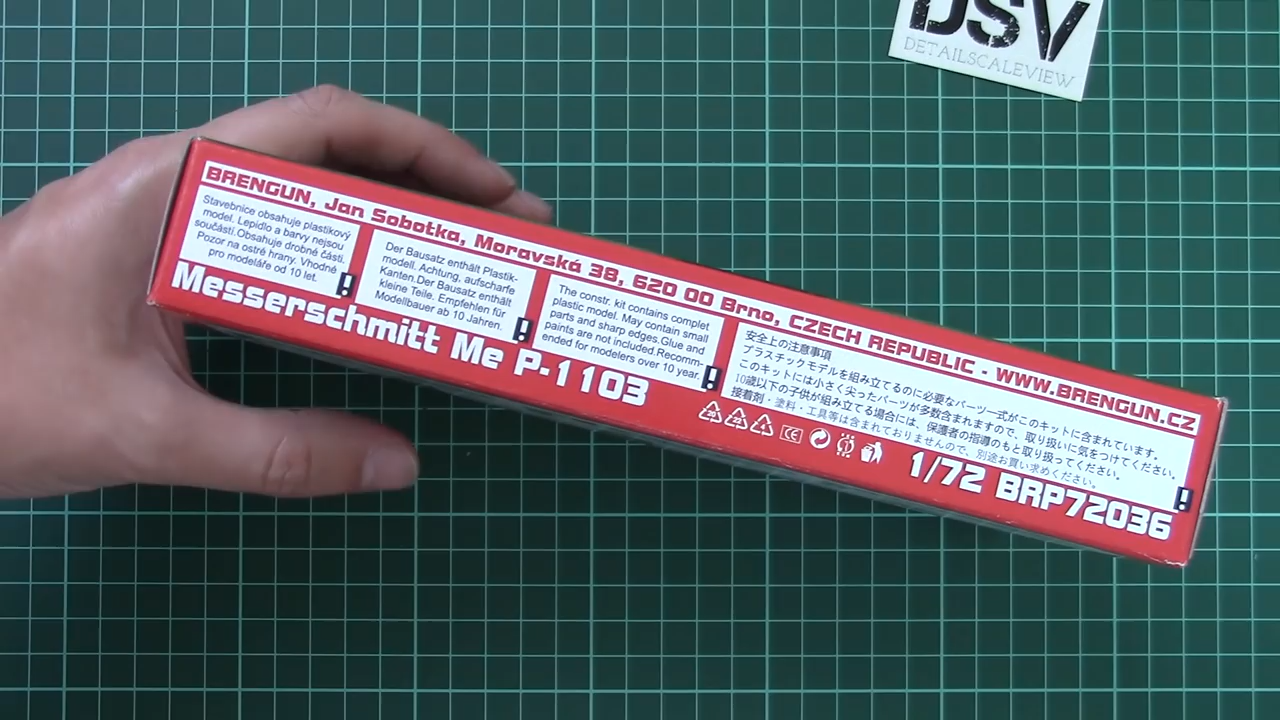 DSV
DETAILSCALEVIEW
BRENGUN, Jan Sobotka, Moravská 38, 620 00 Brno, CZECH REPUBLIC - WWW.BRENGUN.CZ
Stavebnice obsahuje plastikový
model. Lepidlo a barvy nejsou
součástí.Obsahuje drobné části.
Pozor na ostré hrany. Vhodné
pro modeláře od 10 let.
!
Der Bausatz enthält Plastik-
modell. Achtung, aufscharfe
Kanten.Der Bausatz enthält
kleine Teile. Empfehlen für
Modellbauer ab 10 Jahren.
!
The constr. kit contains complet
plastic model. May contain small
parts and sharp edges.Glue and
paints are not included.Recomm-
ended for modelers over 10 year.
!
安全上の注意事項
プラスチックモデルを組み立てるのに必要なパーツ一式がこのキットに含まれています。
このキットには小さく尖ったパーツが多数含まれますので、取り扱いに気をつけてください。
10歳以下の子供が組み立てる場合には、保護者の指導のもと取り扱ってください。
接着剤・塗料・工具等は含まれておりませんので、別途お買い求めください。
!
Messerschmitt Me P-1103
20 22 4 CE
1/72 BRP72036